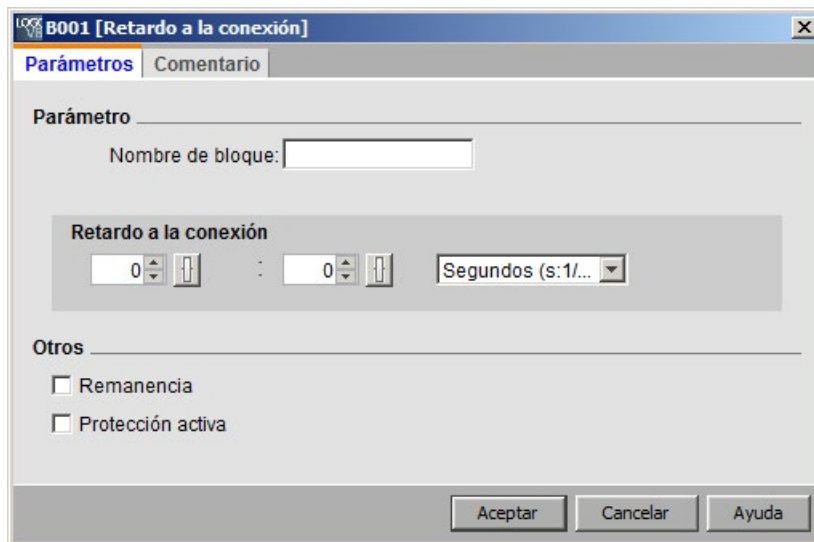 B001 [Retardo a la conexión]
Parámetros Comentario
Parámetro
Nombre de bloque:
Retardo a la conexión
0 : 0 Segundos (s:1/...
Otros
Remanencia
Protección activa
Aceptar Cancelar Ayuda